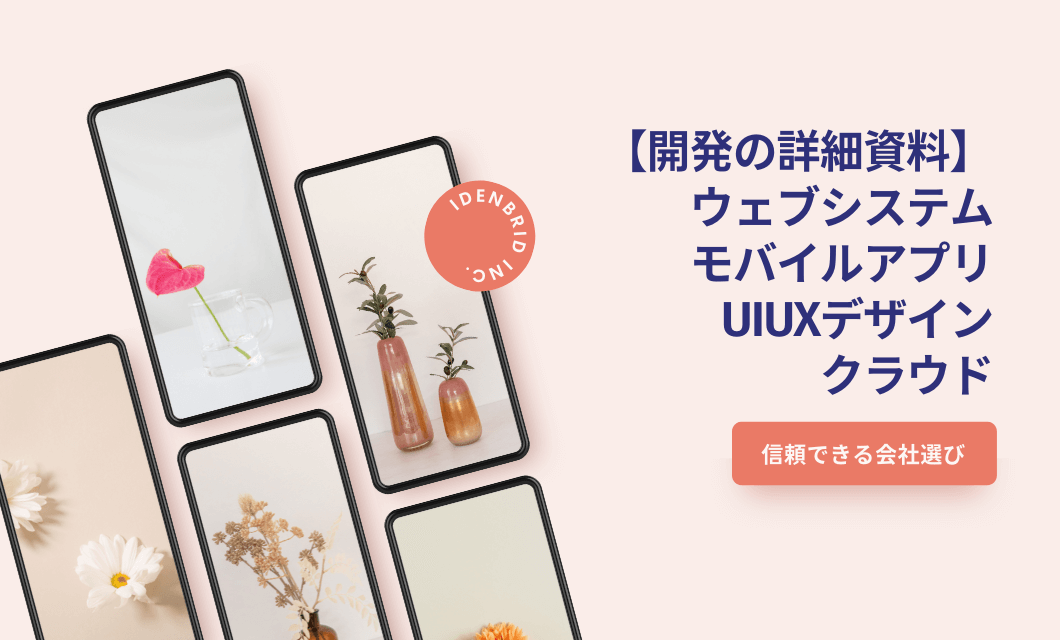 IDENBRID INC.
【開発の詳細資料】
ウェブシステム
モバイルアプリ
UIUXデザイン
クラウド
信頼できる会社選び